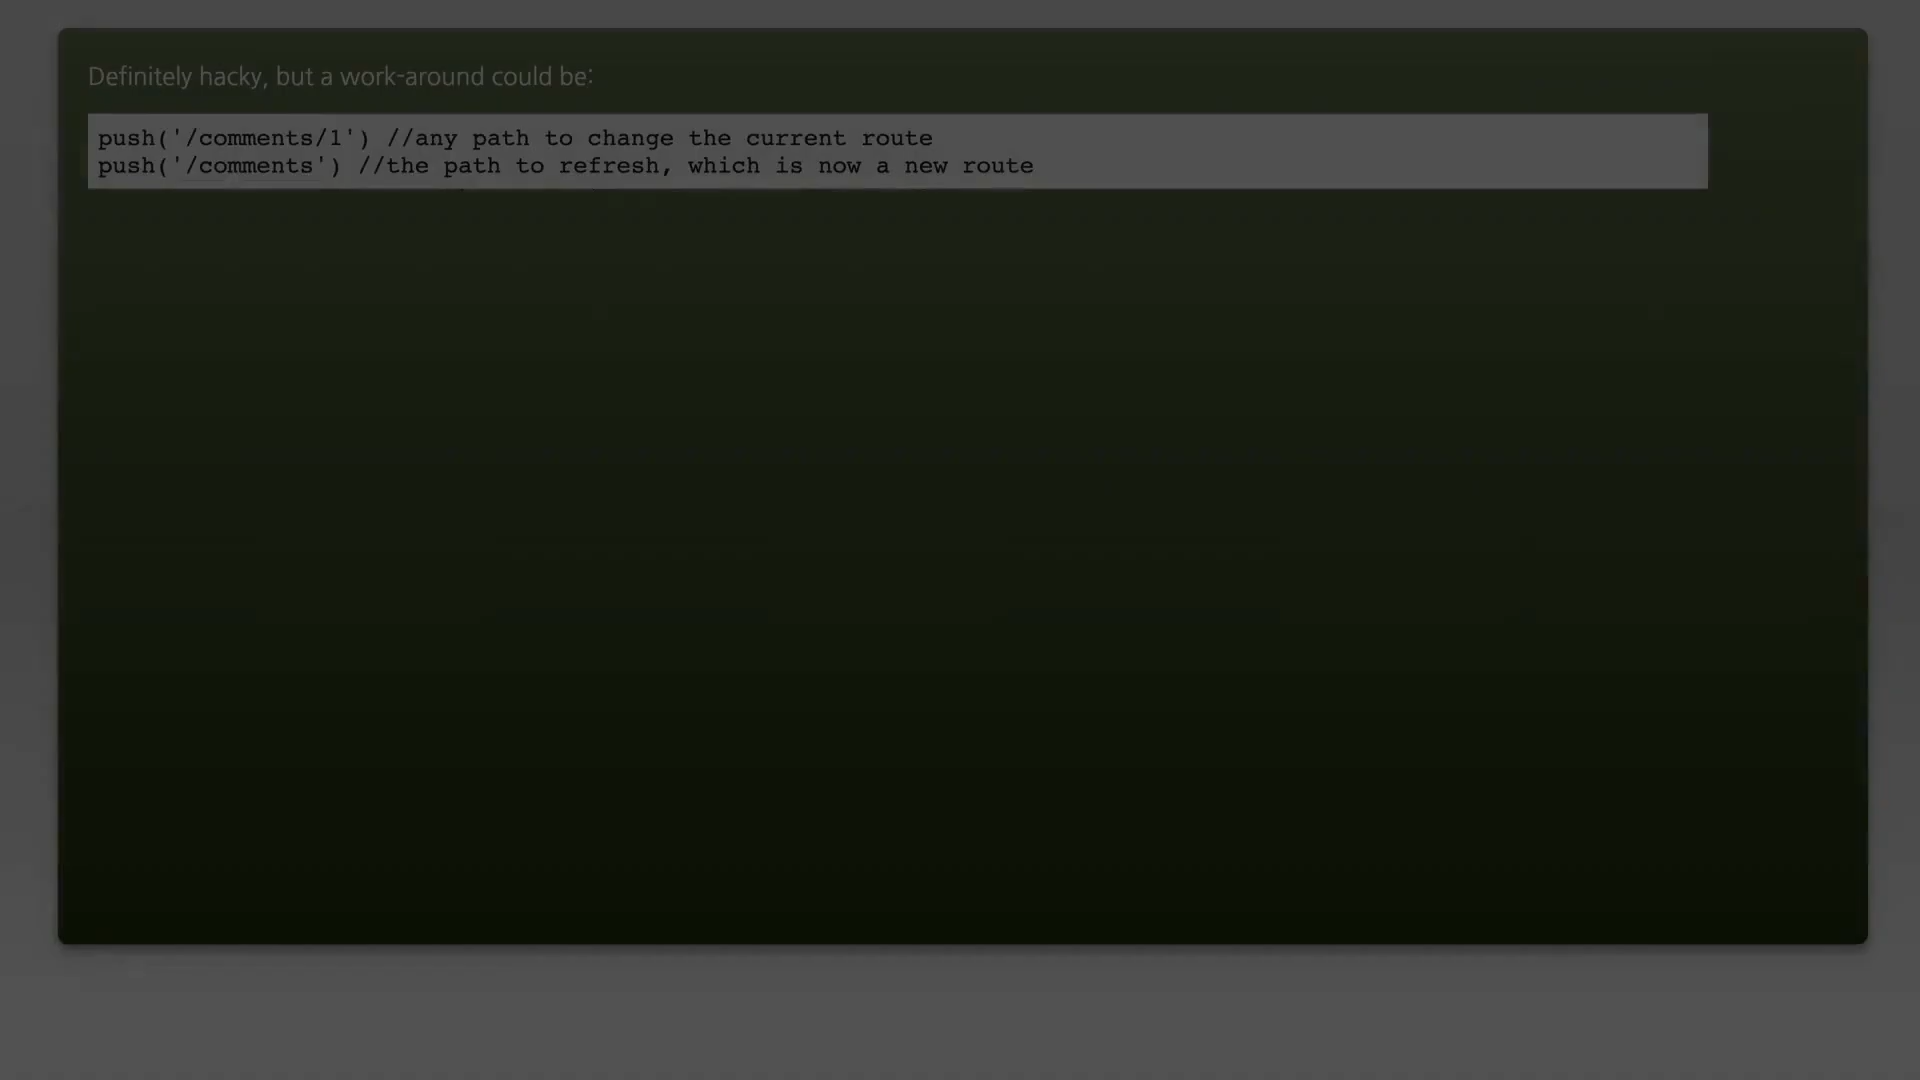 Definitely hacky, but a work-around could be:
push('/comments/1') //any path to change the current route
push('/comments') //the path to refresh, which is now a new route